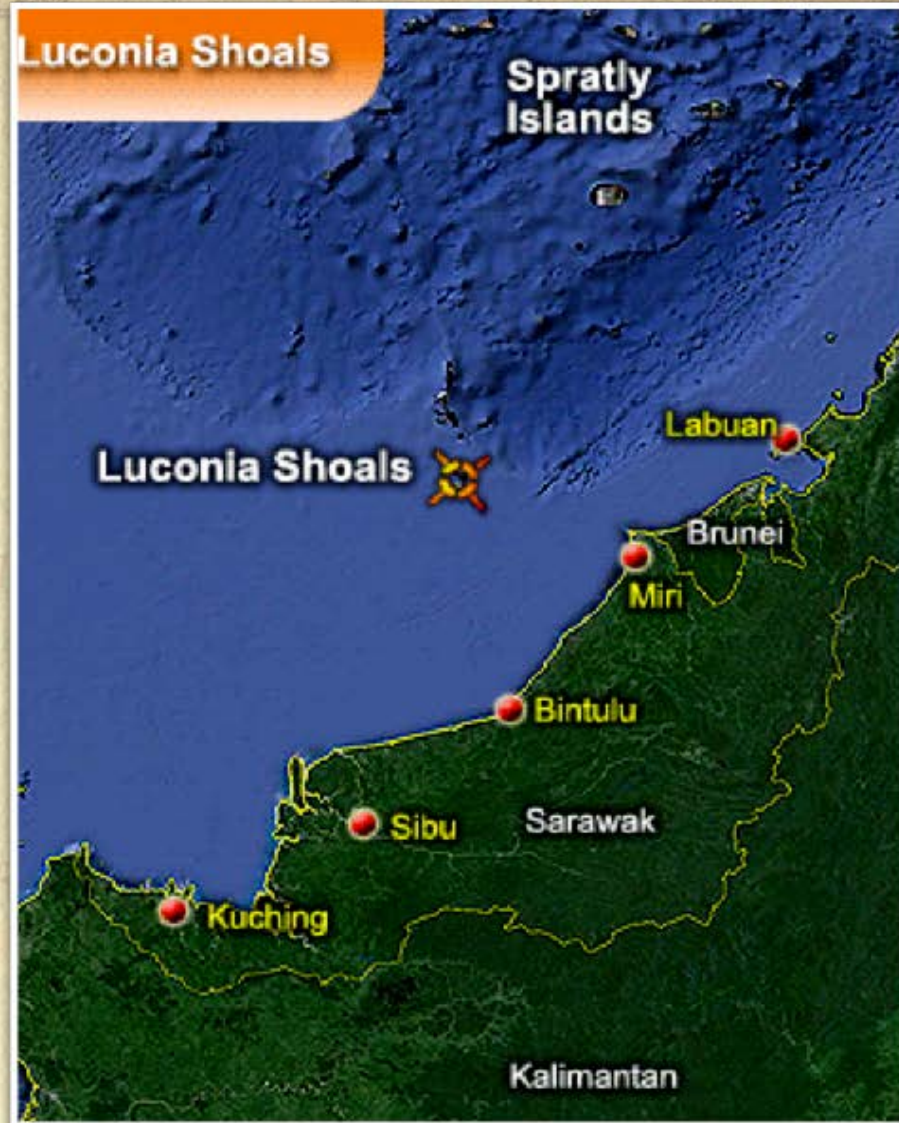 Luconia Shoals
Spratly
Islands
Labuan
Luconia Shoals
Brunei
Miri
Bintulu
Sibu
Sarawak
Kuching
Kalimantan